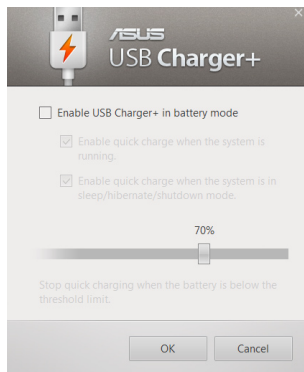 ASUS
USB Charger+
Enable USB Charger+ in battery mode
Enable quick charge when the system is
running.
Enable quick charge when the system is in
sleep/hibernate/shutdown mode.
70%
Stop quick charging when the battery is below the
threshold limit.
OK Cancel